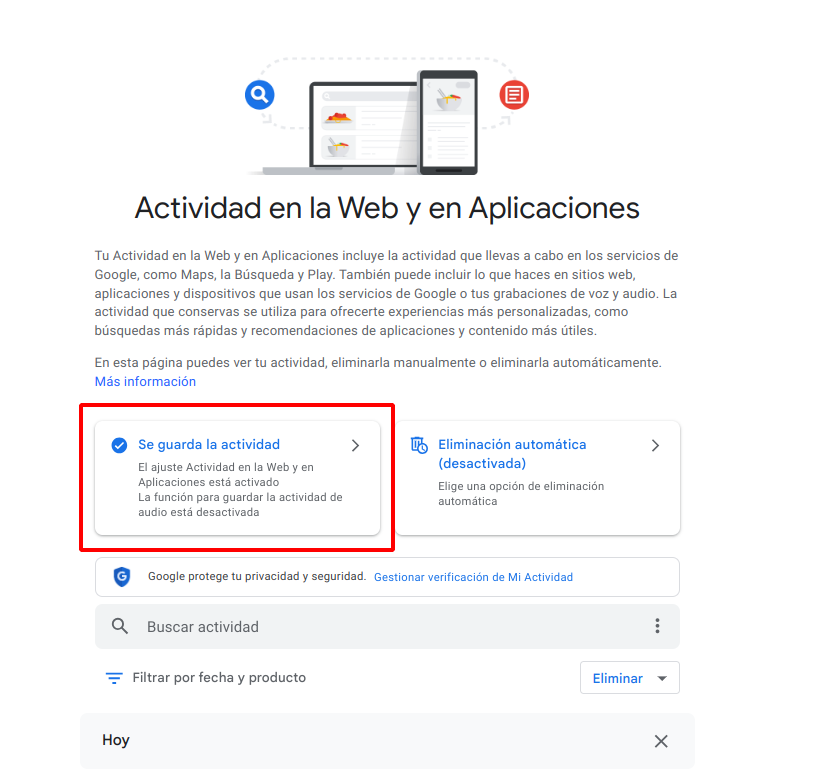 Actividad en la Web y en Aplicaciones
Tu Actividad en la Web y en Aplicaciones incluye la actividad que llevas a cabo en los servicios de
Google, como Maps, la Búsqueda y Play. También puede incluir lo que haces en sitios web,
aplicaciones y dispositivos que usan los servicios de Google o tus grabaciones de voz y audio. La
actividad que conservas se utiliza para ofrecerte experiencias más personalizadas, como
búsquedas más rápidas y recomendaciones de aplicaciones y contenido más útiles.
En esta página puedes ver tu actividad, eliminarla manualmente o eliminarla automáticamente.
Más información
Se guarda la actividad
El ajuste Actividad en la Web y en
Aplicaciones está activado
La función para guardar la actividad de
audio está desactivada
Eliminación automática
(desactivada)
Elige una opción de eliminación
automática
G
Google protege tu privacidad y seguridad. Gestionar verificación de Mi Actividad
Buscar actividad
Filtrar por fecha y producto
Eliminar
Hoy